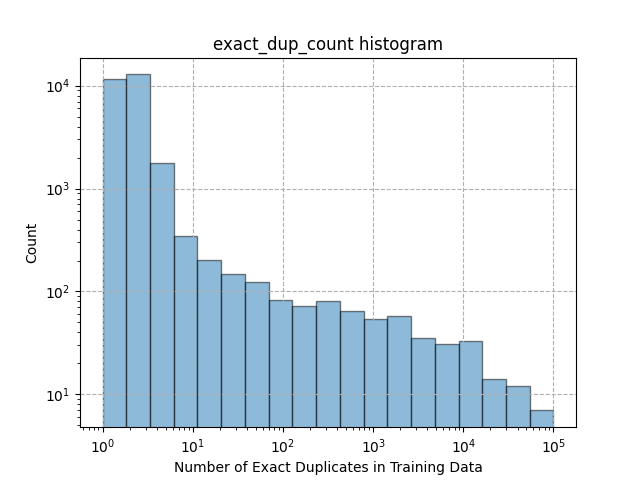 exact_dup_count histogram
Count
10^4
10^3
10^2
10^1
10^0 10^1 10^2 10^3 10^4 10^5
Number of Exact Duplicates in Training Data